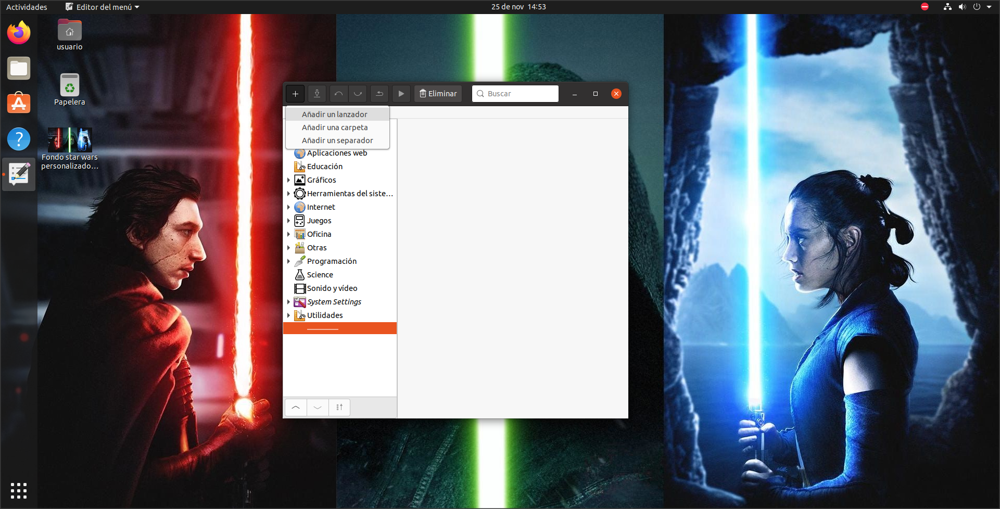 Actividades
Editor del menú
25 de nov 14:53
usuario
Papelera
Fondo star wars
personalizado...
Eliminar
Buscar
Añadir un lanzador
Añadir una carpeta
Añadir un separador
Aplicaciones web
Educación
Gráficos
Herramientas del siste...
Internet
Juegos
Oficina
Otras
Programación
Science
Sonido y vídeo
System Settings
Utilidades